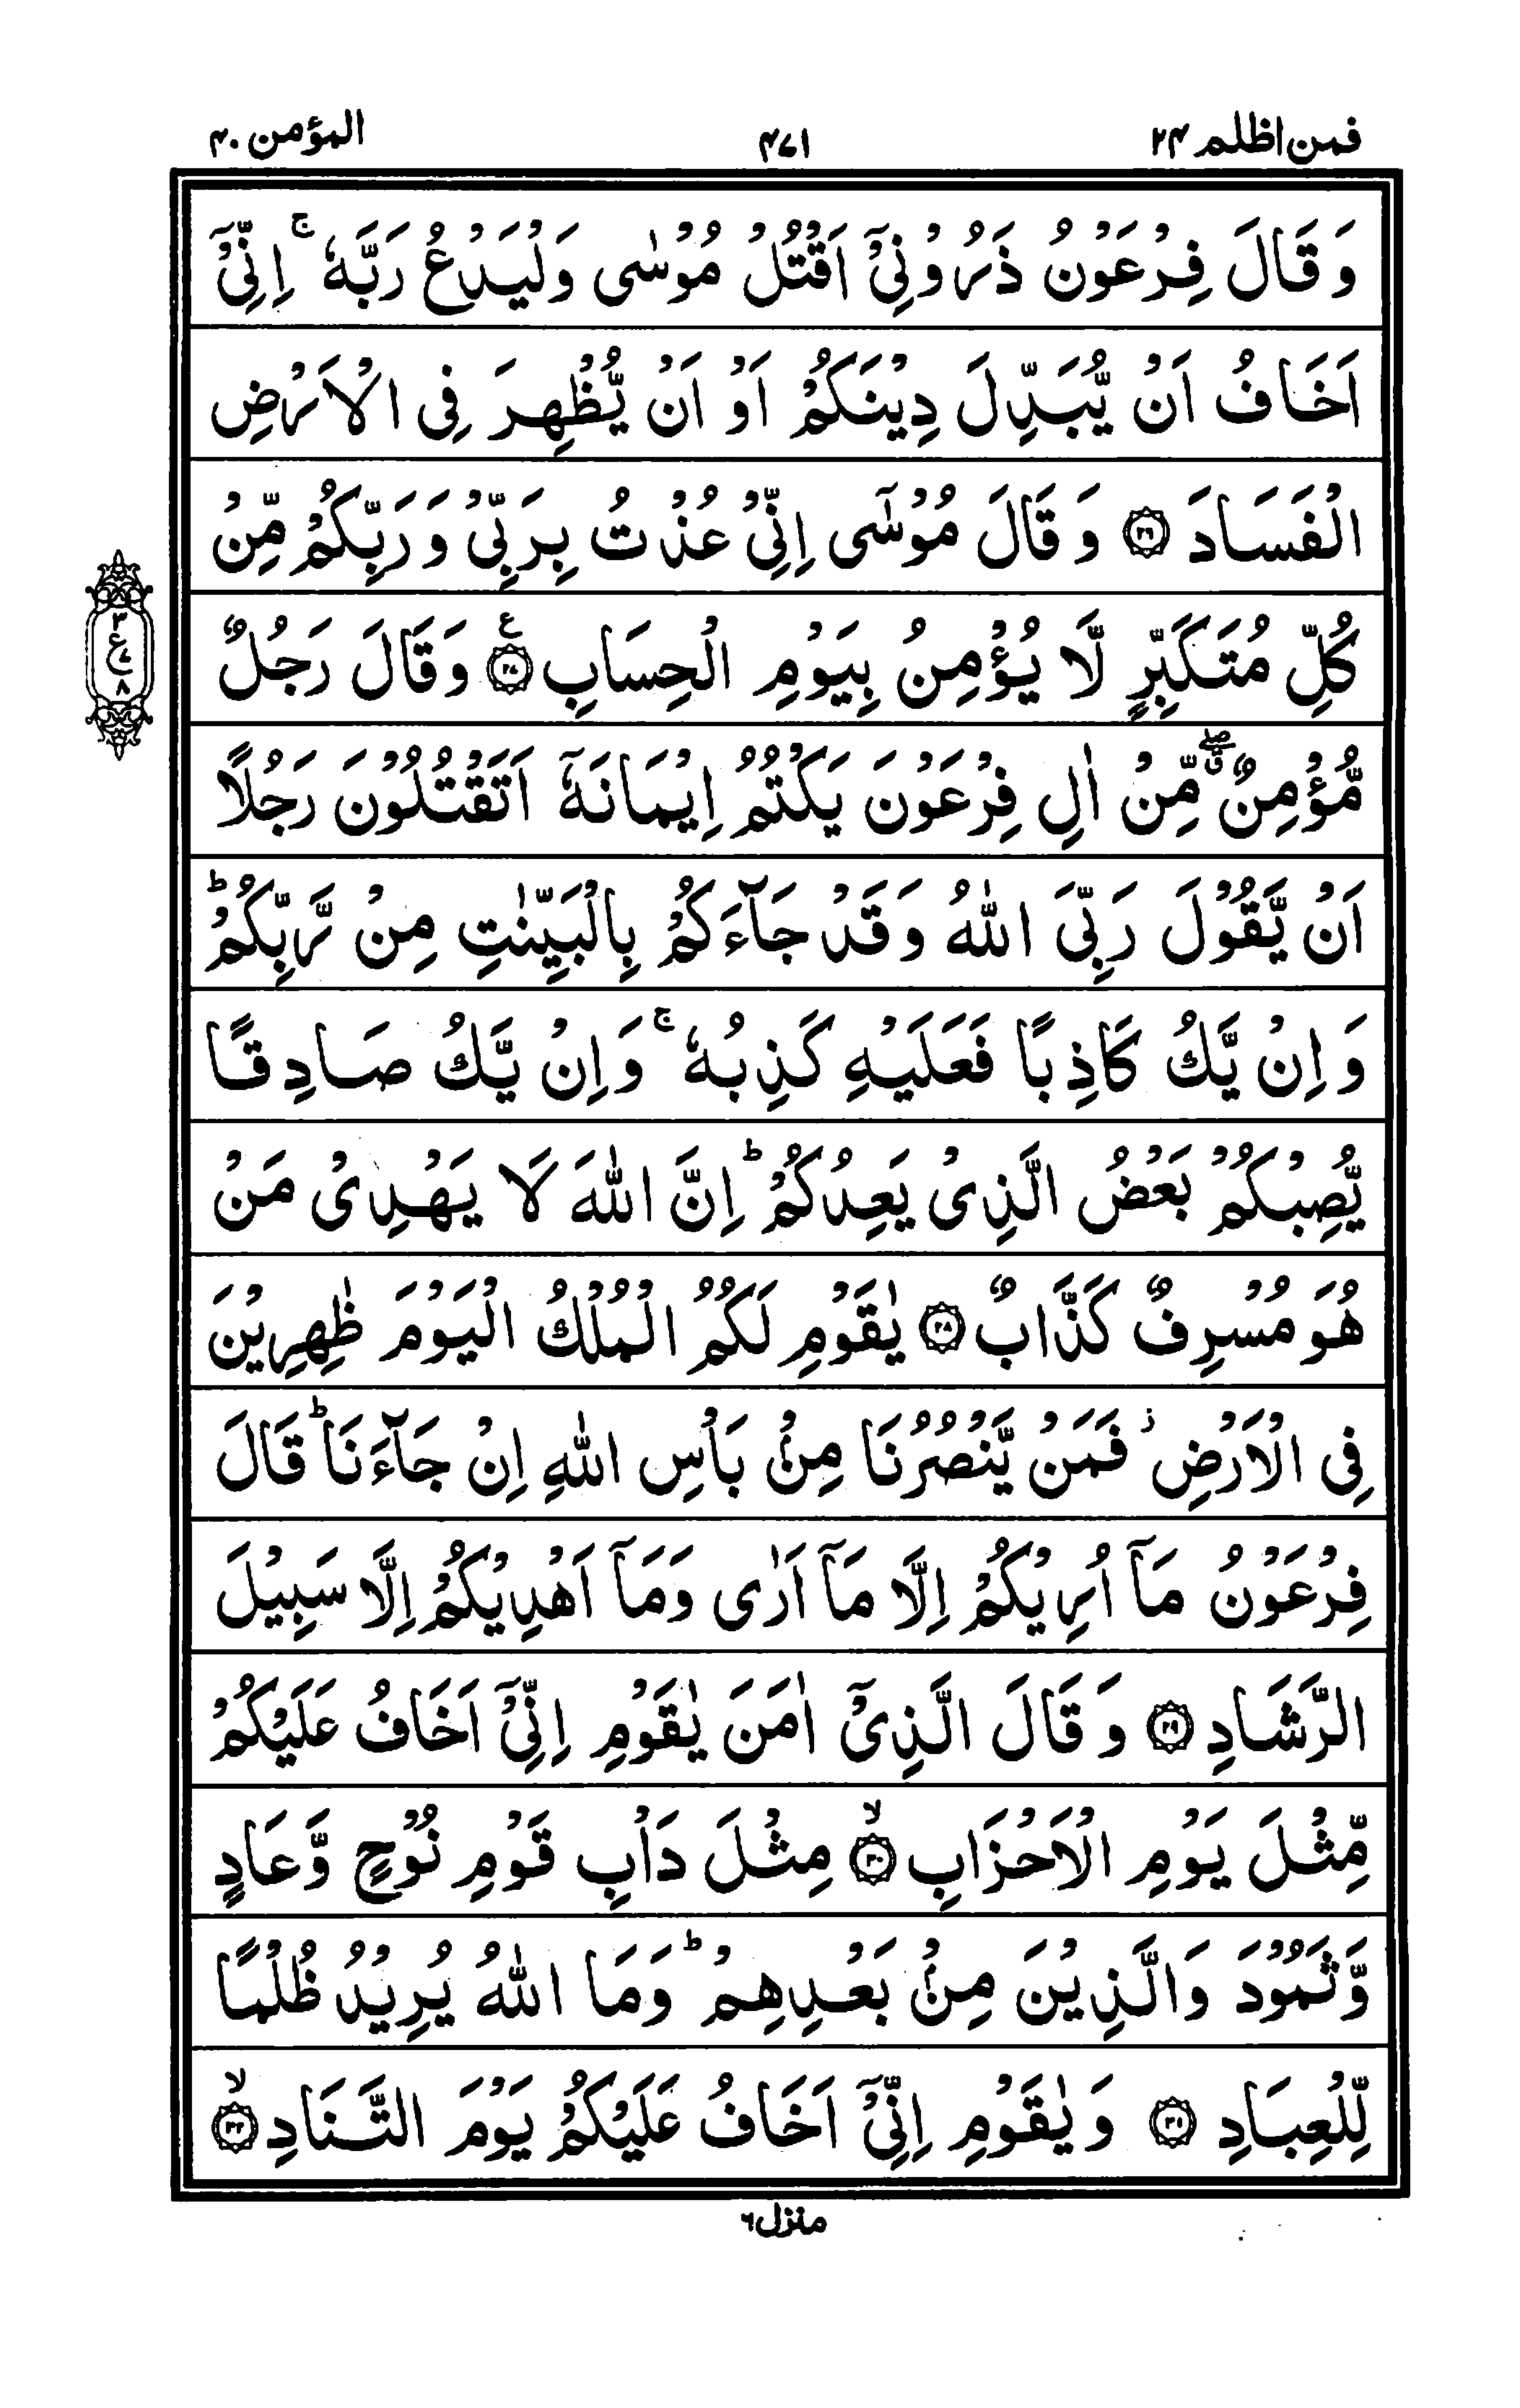 فمن اظلم ۲۴
۴۷۱
المؤمن ۴۰
وَ قَالَ فِرْعَوْنُ ذَرُوْنِیْۤ اَقْتُلْ مُوْسٰی وَلْیَدْعُ رَبَّهٗ ۚ اِنِّیْۤ
اَخَافُ اَنْ یُّبَدِّلَ دِیْنَكُمْ اَوْ اَنْ یُّظْهِرَ فِی الْاَرْضِ
الْفَسَادَ ﴿۲۶﴾ وَ قَالَ مُوْسٰۤی اِنِّیْ عُذْتُ بِرَبِّیْ وَ رَبِّكُمْ مِّنْ
كُلِّ مُتَكَبِّرٍ لَّا یُؤْمِنُ بِیَوْمِ الْحِسَابِ ﴿۲۷﴾ ع وَقَالَ رَجُلٌ
مُّؤْمِنٌ ۖۗ مِّنْ اٰلِ فِرْعَوْنَ یَكْتُمُ اِیْمَانَهٗۤ اَتَقْتُلُوْنَ رَجُلًا
اَنْ یَّقُوْلَ رَبِّیَ اللّٰهُ وَ قَدْ جَآءَكُمْ بِالْبَیِّنٰتِ مِنْ رَّبِّكُمْ ؕ
وَ اِنْ یَّكُ كَاذِبًا فَعَلَیْهِ كَذِبُهٗ ۚ وَاِنْ یَّكُ صَادِقًا
یُّصِبْكُمْ بَعْضُ الَّذِیْ یَعِدُكُمْ ؕ اِنَّ اللّٰهَ لَا یَهْدِیْ مَنْ
هُوَ مُسْرِفٌ كَذَّابٌ ﴿۲۸﴾ یٰقَوْمِ لَكُمُ الْمُلْكُ الْیَوْمَ ظٰهِرِیْنَ
فِی الْاَرْضِ ؗ فَمَنْ یَّنْصُرُنَا مِنْۢ بَاْسِ اللّٰهِ اِنْ جَآءَنَا ؕ قَالَ
فِرْعَوْنُ مَاۤ اُرِیْكُمْ اِلَّا مَاۤ اَرٰی وَمَاۤ اَهْدِیْكُمْ اِلَّا سَبِیْلَ
الرَّشَادِ ﴿۲۹﴾ وَ قَالَ الَّذِیْۤ اٰمَنَ یٰقَوْمِ اِنِّیْۤ اَخَافُ عَلَیْكُمْ
مِّثْلَ یَوْمِ الْاَحْزَابِ ﴿۳۰﴾ ۙ مِثْلَ دَاْبِ قَوْمِ نُوْحٍ وَّعَادٍ
وَّثَمُوْدَ وَالَّذِیْنَ مِنْۢ بَعْدِهِمْ ؕ وَمَا اللّٰهُ یُرِیْدُ ظُلْمًا
لِّلْعِبَادِ ﴿۳۱﴾ وَیٰقَوْمِ اِنِّیْۤ اَخَافُ عَلَیْكُمْ یَوْمَ التَّنَادِ ﴿۳۲﴾ ۙ
۳
ع ۷
۸
منزل ۶